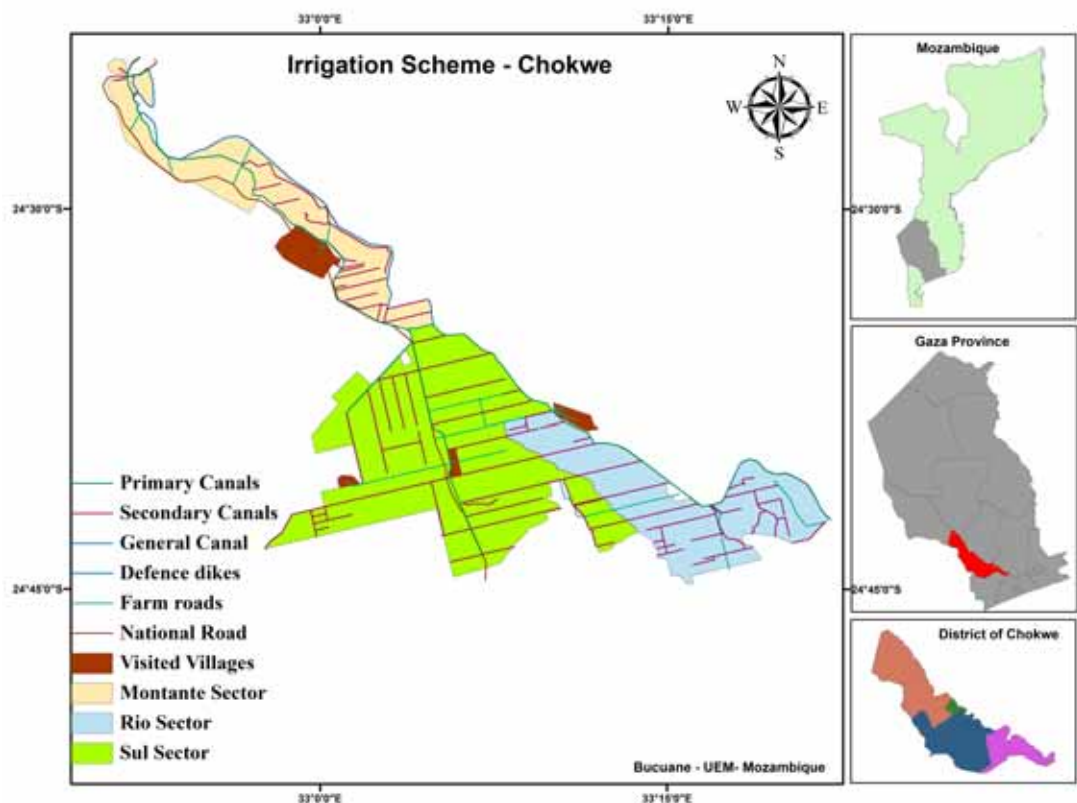 33°0'0"E
33°15'0"E
Irrigation Scheme - Chokwe
N
W
E
S
24°30'0"S
24°30'0"S
Primary Canals
Secondary Canals
General Canal
Defence dikes
Farm roads
National Road
Visited Villages
Montante Sector
Rio Sector
Sul Sector
24°45'0"S
24°45'0"S
Bucuane - UEM- Mozambique
33°0'0"E
33°15'0"E
Mozambique
Gaza Province
District of Chokwe